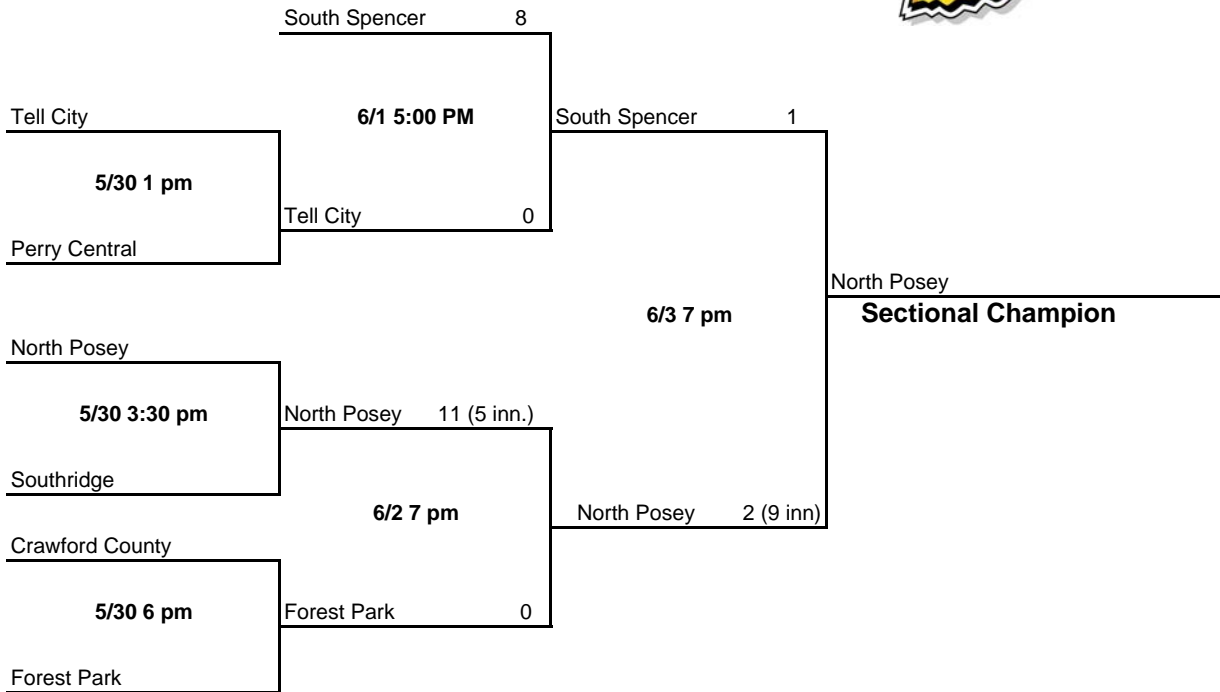 South Spencer 8
6/1 5:00 PM
Tell City
South Spencer 1
5/30 1 pm
Tell City 0
Perry Central
North Posey
6/3 7 pm
Sectional Champion
North Posey
5/30 3:30 pm
North Posey 11 (5 inn.)
Southridge
6/2 7 pm
North Posey 2 (9 inn)
Crawford County
5/30 6 pm
Forest Park 0
Forest Park